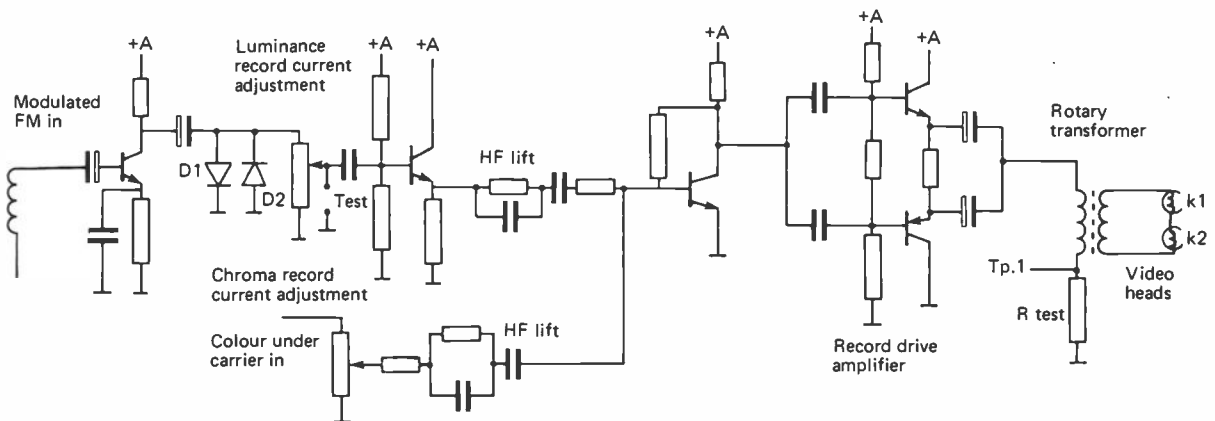 +A
Luminance
record current
adjustment
+A
+A
+A
+A
Modulated
FM in
Rotary
transformer
HF lift
D1
D2
Test
k1
k2
Chroma record
current adjustment
Tp.1
Video
heads
R test
Colour under
carrier in
HF lift
Record drive
amplifier